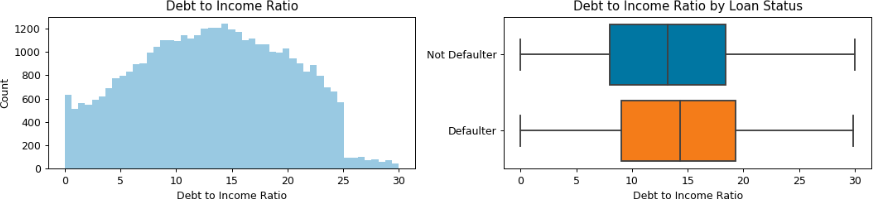 Debt to Income Ratio
1200
1000
800
600
400
200
0
Count
0 5 10 15 20 25 30
Debt to Income Ratio
Debt to Income Ratio by Loan Status
Not Defaulter
Defaulter
0 5 10 15 20 25 30
Debt to Income Ratio